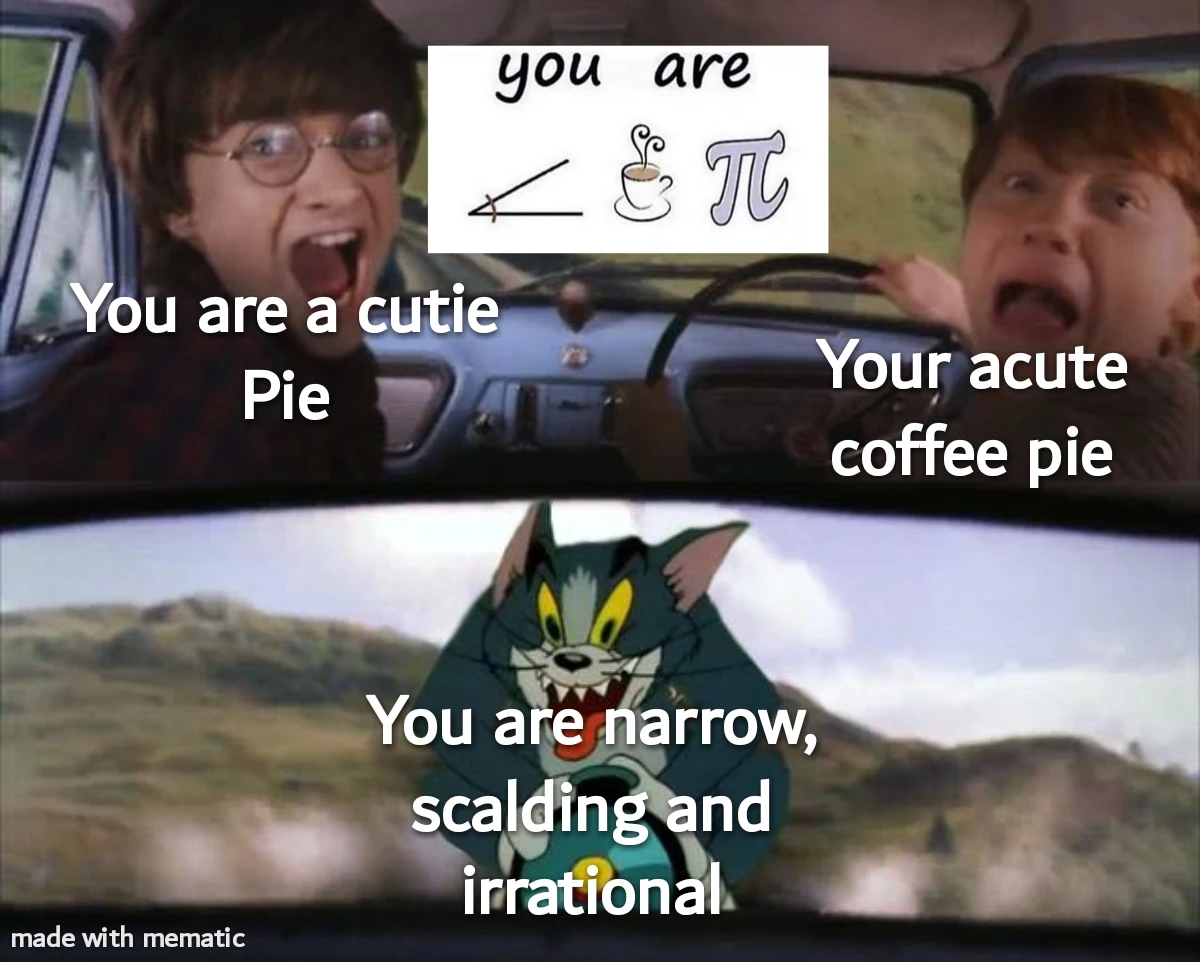 you are
π
You are a cutie
Pie
Your acute
coffee pie
You are narrow,
scalding and
irrational
made with mematic